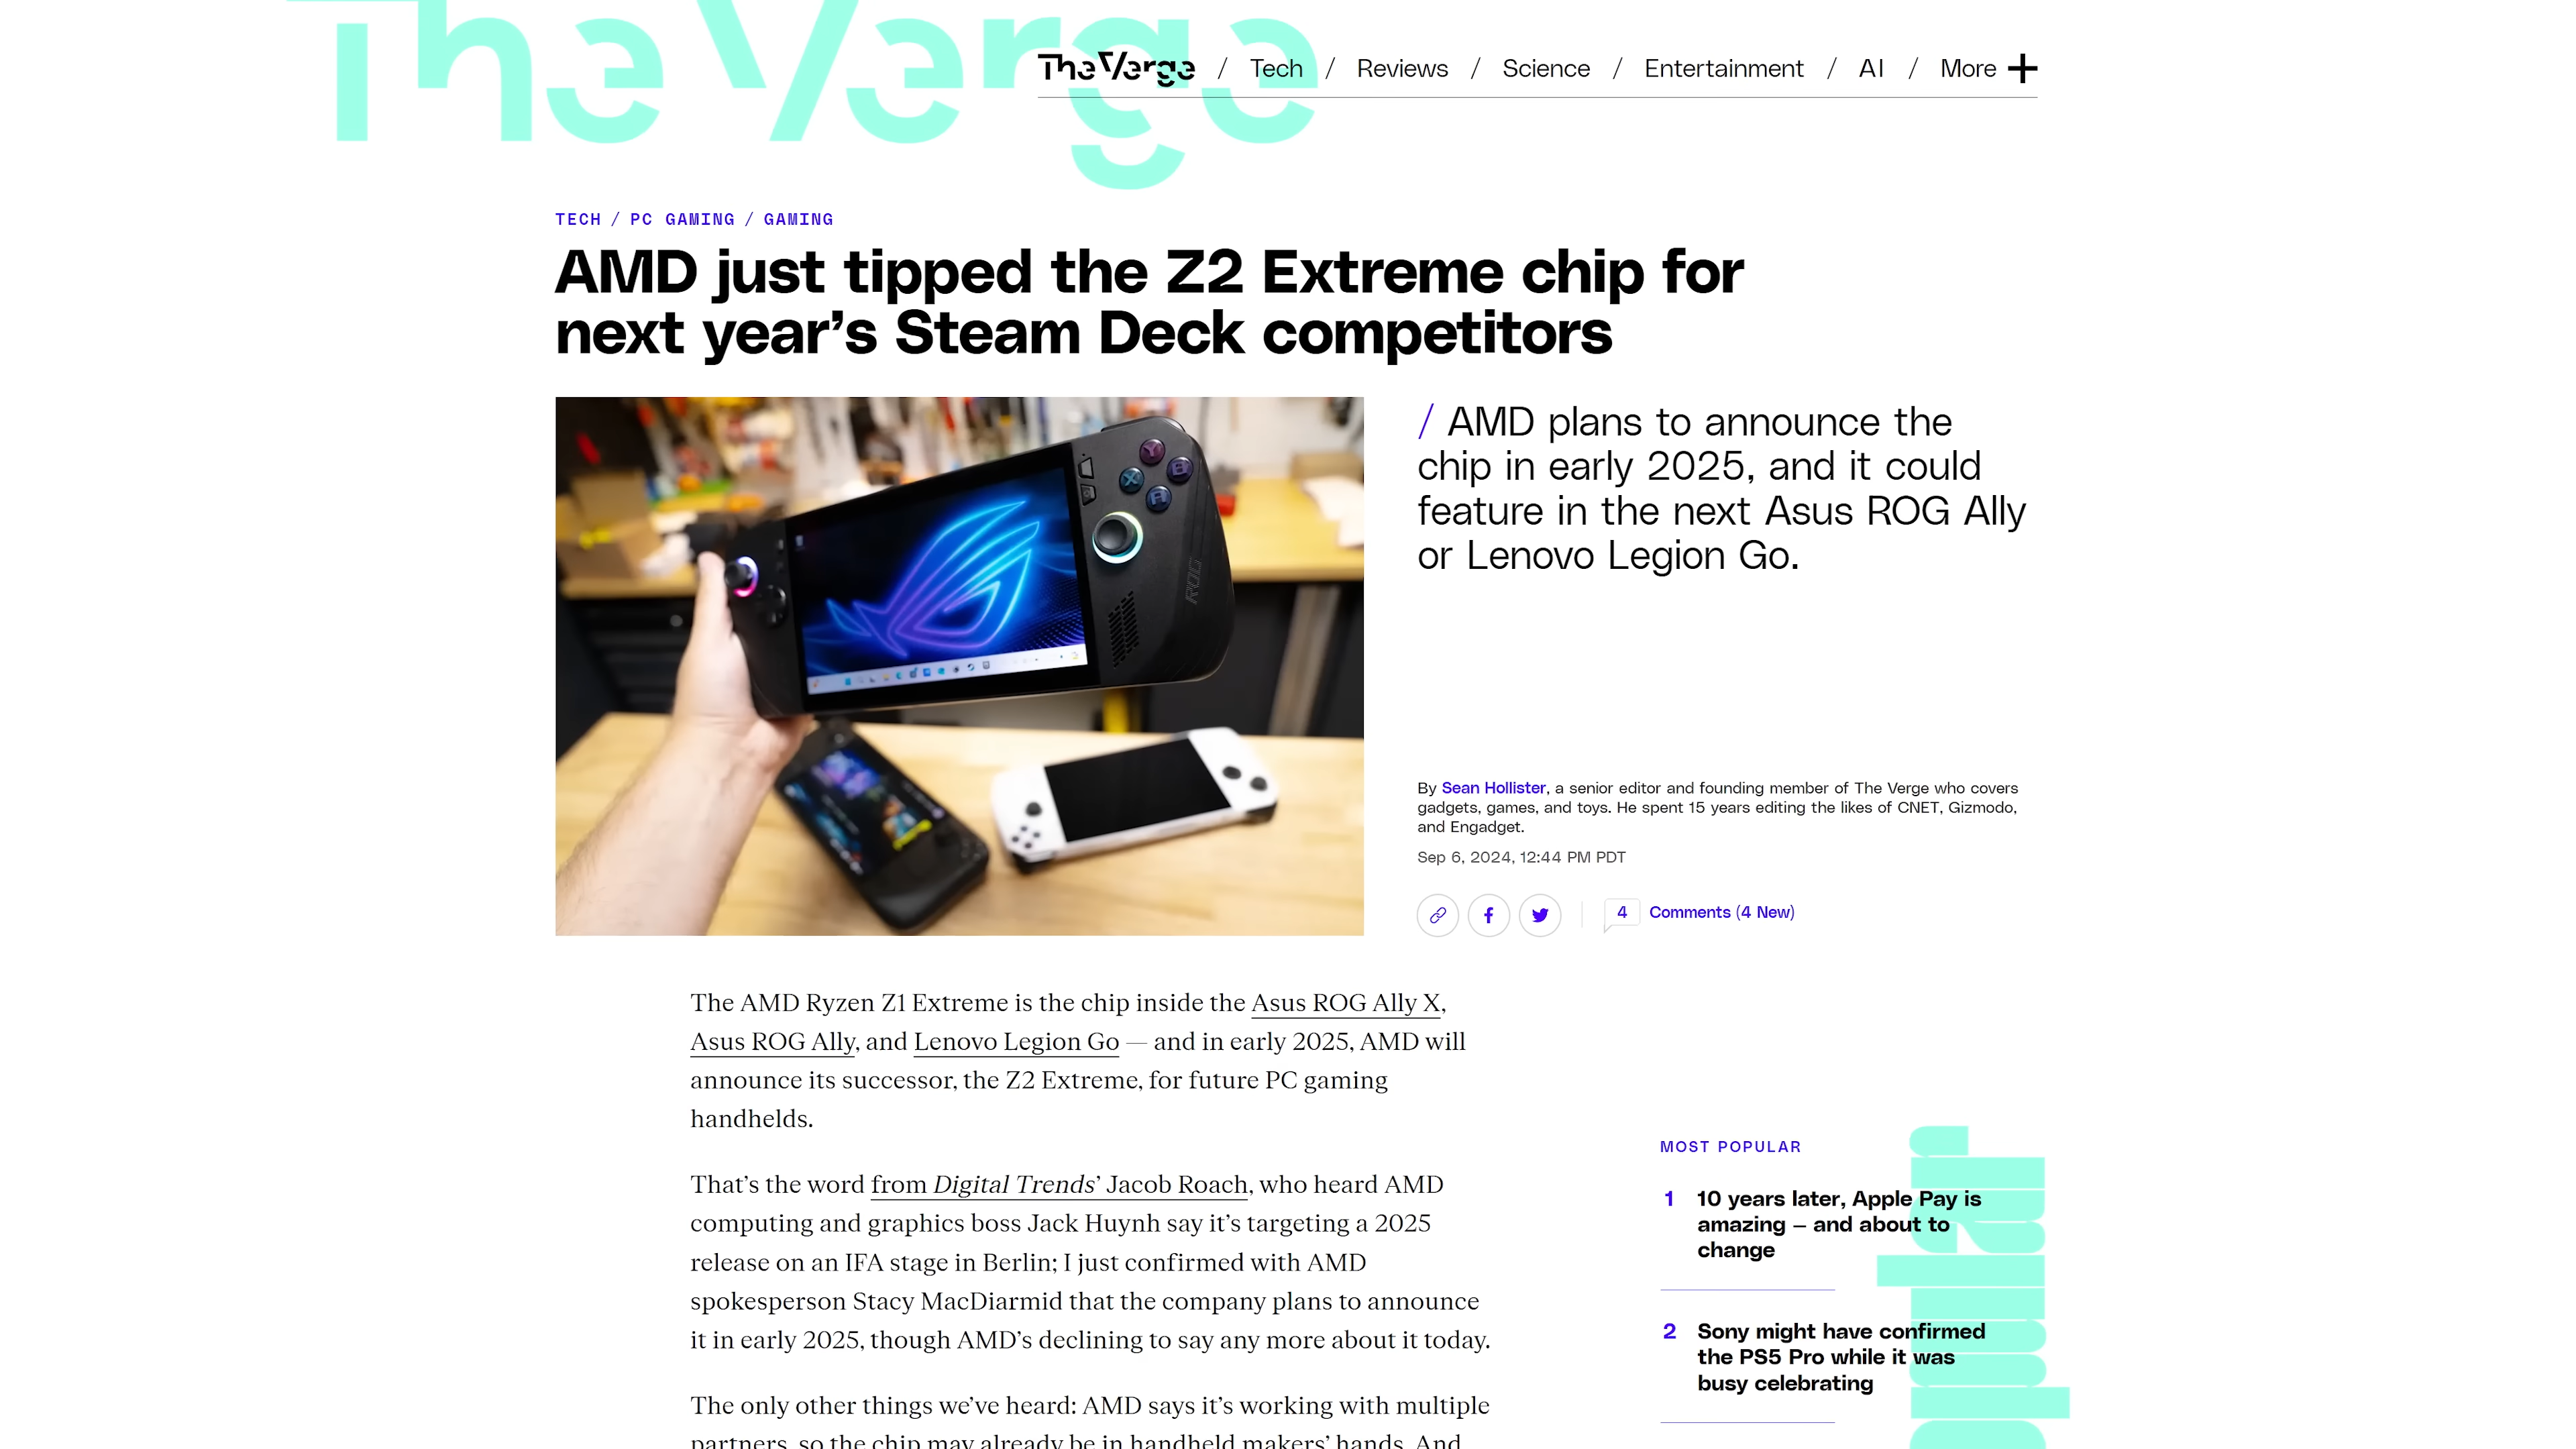 The Verge
The Verge / Tech / Reviews / Science / Entertainment / AI / More
TECH / PC GAMING / GAMING
AMD just tipped the Z2 Extreme chip for
next year’s Steam Deck competitors
/ AMD plans to announce the
chip in early 2025, and it could
feature in the next Asus ROG Ally
or Lenovo Legion Go.
Y
B
X
A
ROG
By Sean Hollister, a senior editor and founding member of The Verge who covers
gadgets, games, and toys. He spent 15 years editing the likes of CNET, Gizmodo,
and Engadget.
Sep 6, 2024, 12:44 PM PDT
4 Comments (4 New)
The AMD Ryzen Z1 Extreme is the chip inside the Asus ROG Ally X,
Asus ROG Ally, and Lenovo Legion Go — and in early 2025, AMD will
announce its successor, the Z2 Extreme, for future PC gaming
handhelds.
That’s the word from Digital Trends’ Jacob Roach, who heard AMD
computing and graphics boss Jack Huynh say it’s targeting a 2025
release on an IFA stage in Berlin; I just confirmed with AMD
spokesperson Stacy MacDiarmid that the company plans to announce
it in early 2025, though AMD’s declining to say any more about it today.
The only other things we’ve heard: AMD says it’s working with multiple
partners, so the chip may already be in handheld makers’ hands. And
MOST POPULAR
1 10 years later, Apple Pay is
amazing – and about to
change
2 Sony might have confirmed
the PS5 Pro while it was
busy celebrating